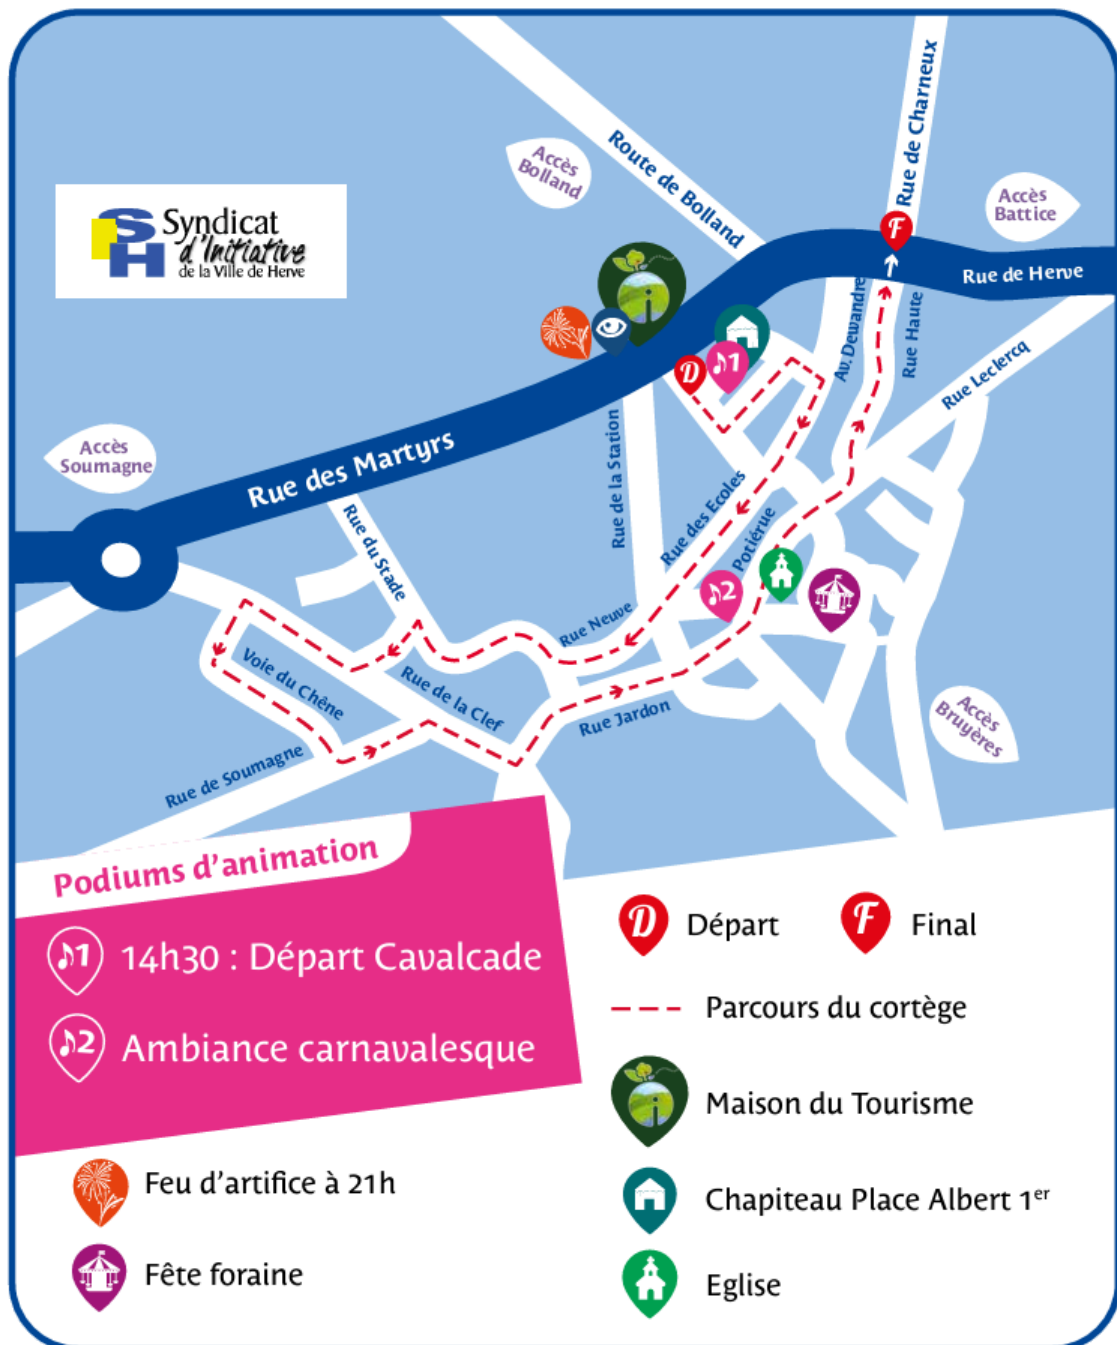 Rue de Charneux
Route de Bolland
Accès
Bolland
Accès
Battice
SH
Syndicat
d'Initiative
de la Ville de Herve
F
Rue de Herve
i
Av. Dewandre
Rue Haute
1
D
Rue Leclercq
Accès
Soumagne
Rue des Martyrs
Rue de la Station
Rue des Ecoles
Rue du Stade
Potiérue
2
Rue Neuve
Voie du Chêne
Rue de la Clef
Rue Jardon
Accès
Bruyères
Rue de Soumagne
Podiums d'animation
1 14h30 : Départ Cavalcade
2 Ambiance carnavalesque
Feu d'artifice à 21h
Fête foraine
D Départ
F Final
Parcours du cortège
i Maison du Tourisme
Chapiteau Place Albert 1er
Eglise